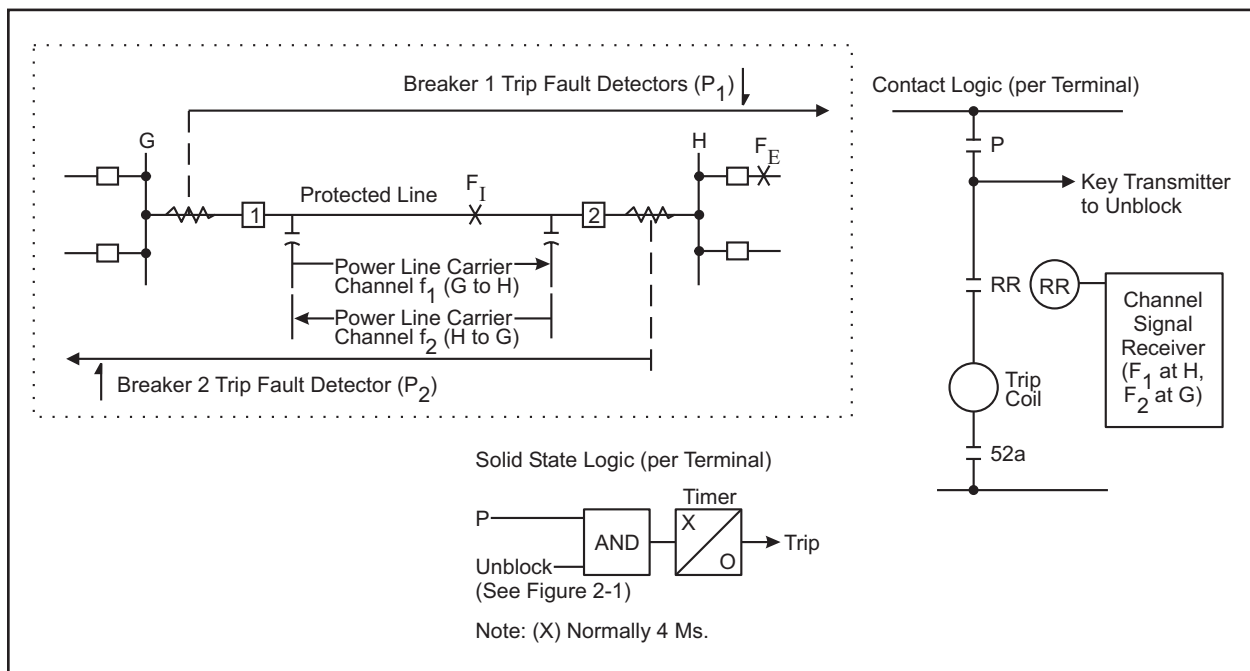 Breaker 1 Trip Fault Detectors (P1)
G
H
FE
Protected Line
FI
1
2
Power Line Carrier
Channel f1 (G to H)
Power Line Carrier
Channel f2 (H to G)
Breaker 2 Trip Fault Detector (P2)
Contact Logic (per Terminal)
P
Key Transmitter
to Unblock
RR
RR
Channel
Signal
Receiver
(F1 at H,
F2 at G)
Trip
Coil
52a
Solid State Logic (per Terminal)
Timer
P
AND
X
O
Trip
Unblock
(See Figure 2-1)
Note: (X) Normally 4 Ms.